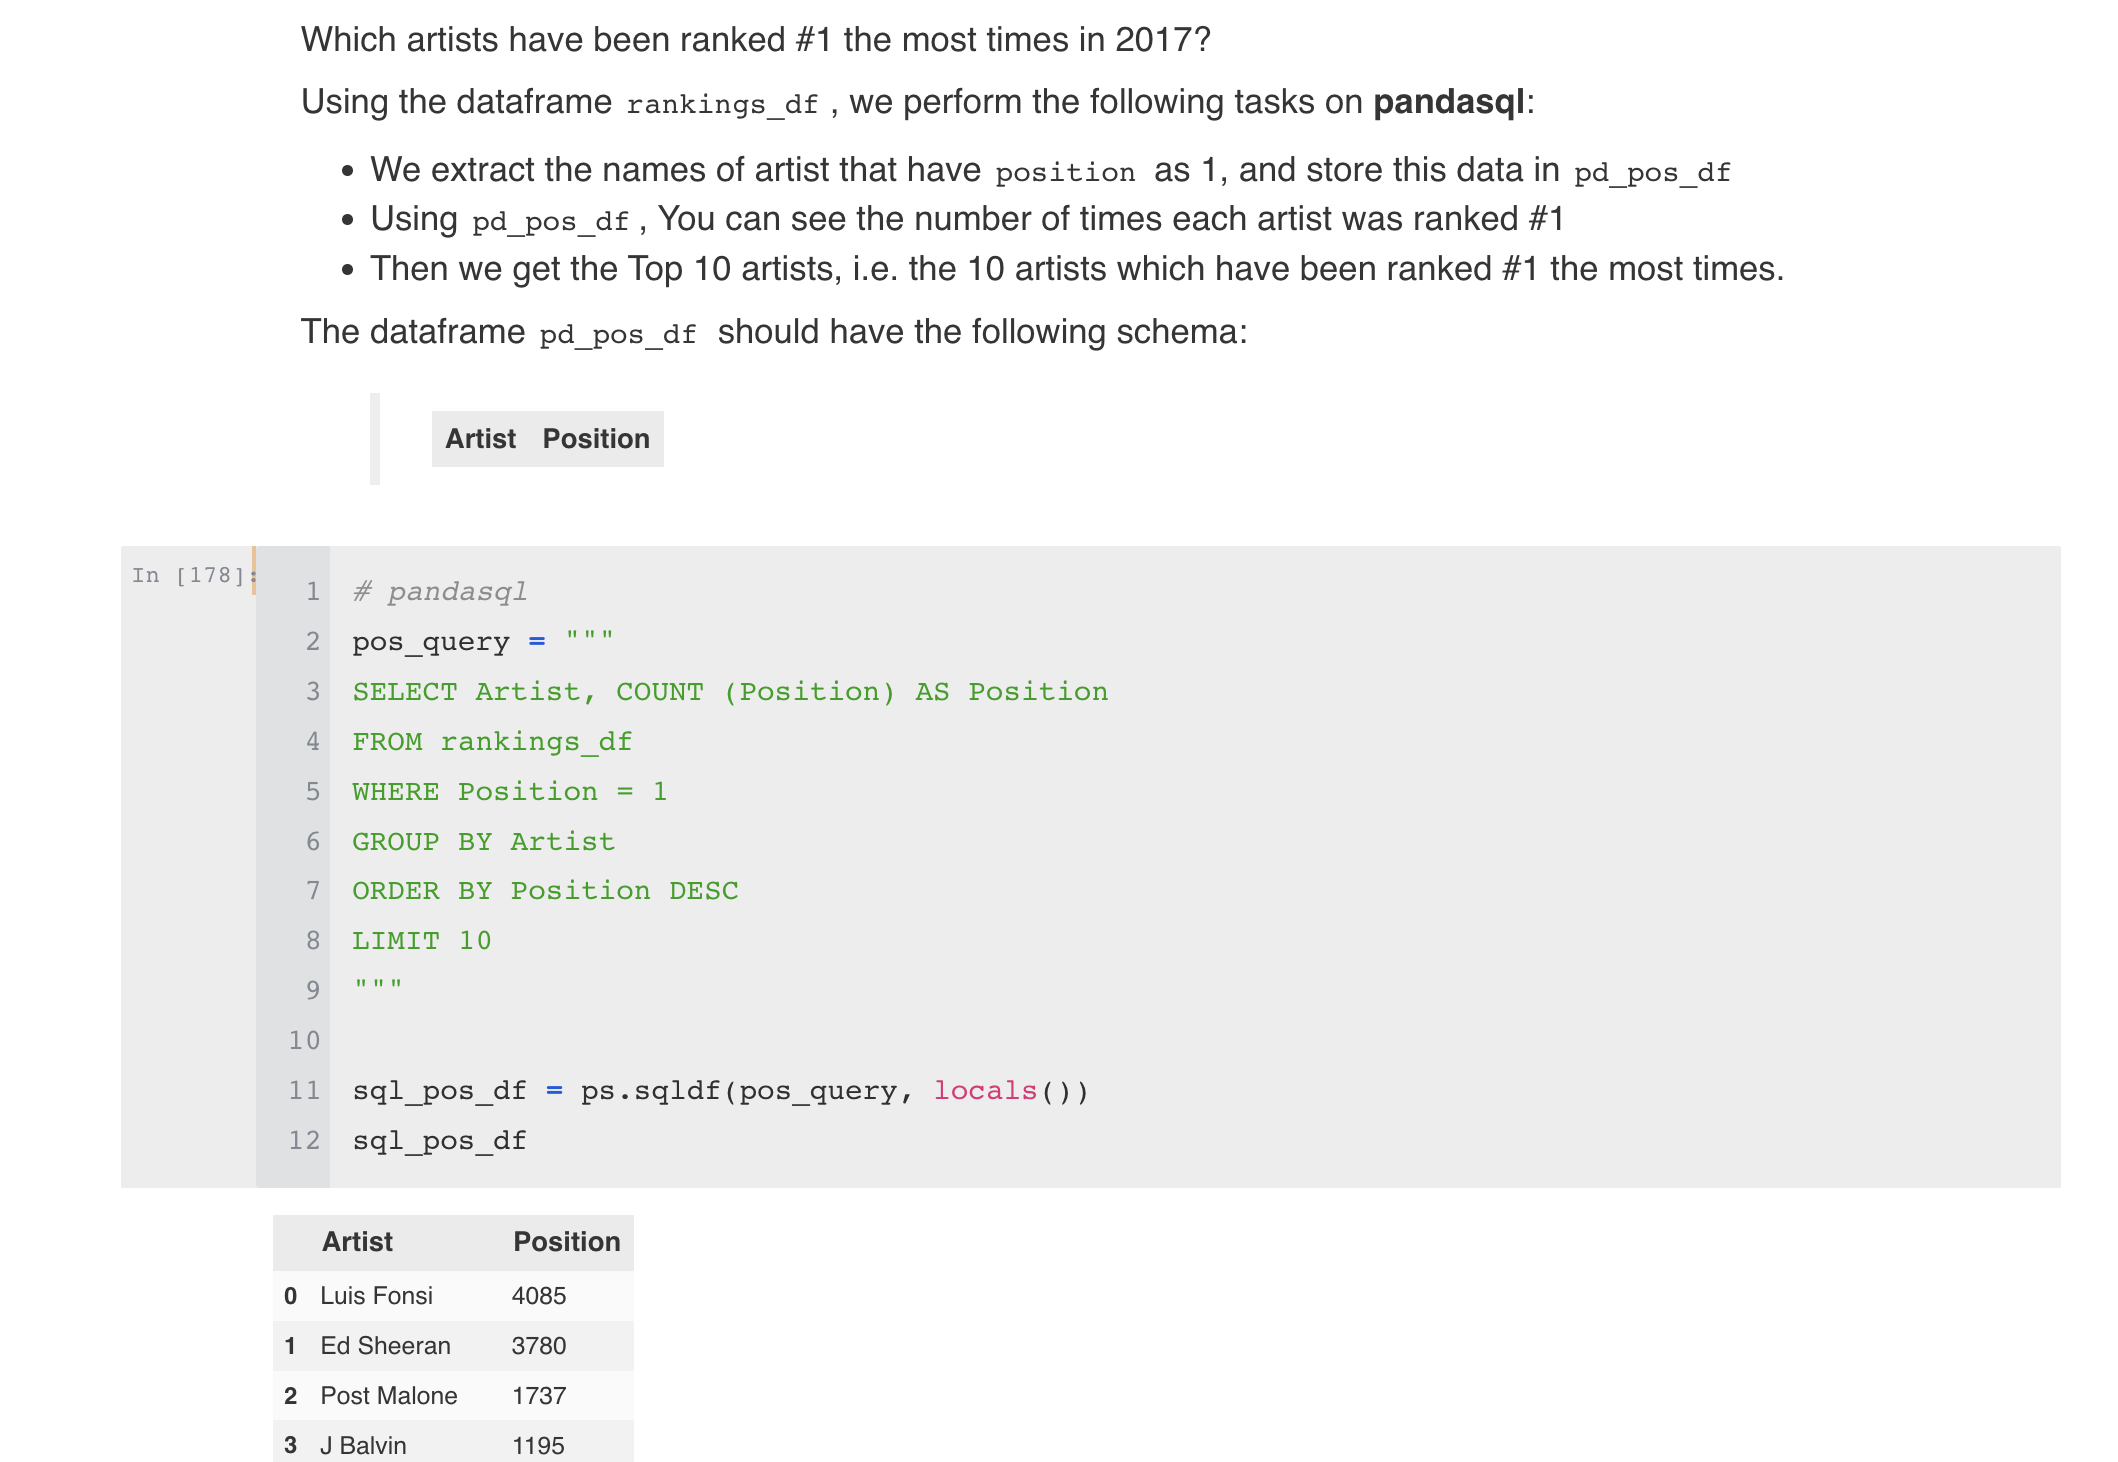 Which artists have been ranked #1 the most times in 2017?
Using the dataframe rankings_df , we perform the following tasks on pandasql:
• We extract the names of artist that have position as 1, and store this data in pd_pos_df
• Using pd_pos_df , You can see the number of times each artist was ranked #1
• Then we get the Top 10 artists, i.e. the 10 artists which have been ranked #1 the most times.
The dataframe pd_pos_df should have the following schema:
Artist Position
In [178]:
1 # pandasql
2 pos_query = """
3 SELECT Artist, COUNT (Position) AS Position
4 FROM rankings_df
5 WHERE Position = 1
6 GROUP BY Artist
7 ORDER BY Position DESC
8 LIMIT 10
9 """
10
11 sql_pos_df = ps.sqldf(pos_query, locals())
12 sql_pos_df
Artist Position
0 Luis Fonsi 4085
1 Ed Sheeran 3780
2 Post Malone 1737
3 J Balvin 1195